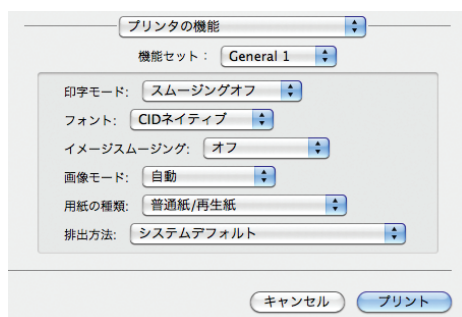 プリンタの機能
機能セット： General 1
印字モード: スムージングオフ
フォント: CIDネイティブ
イメージスムージング: オフ
画像モード: 自動
用紙の種類: 普通紙/再生紙
排出方法: システムデフォルト
キャンセル プリント